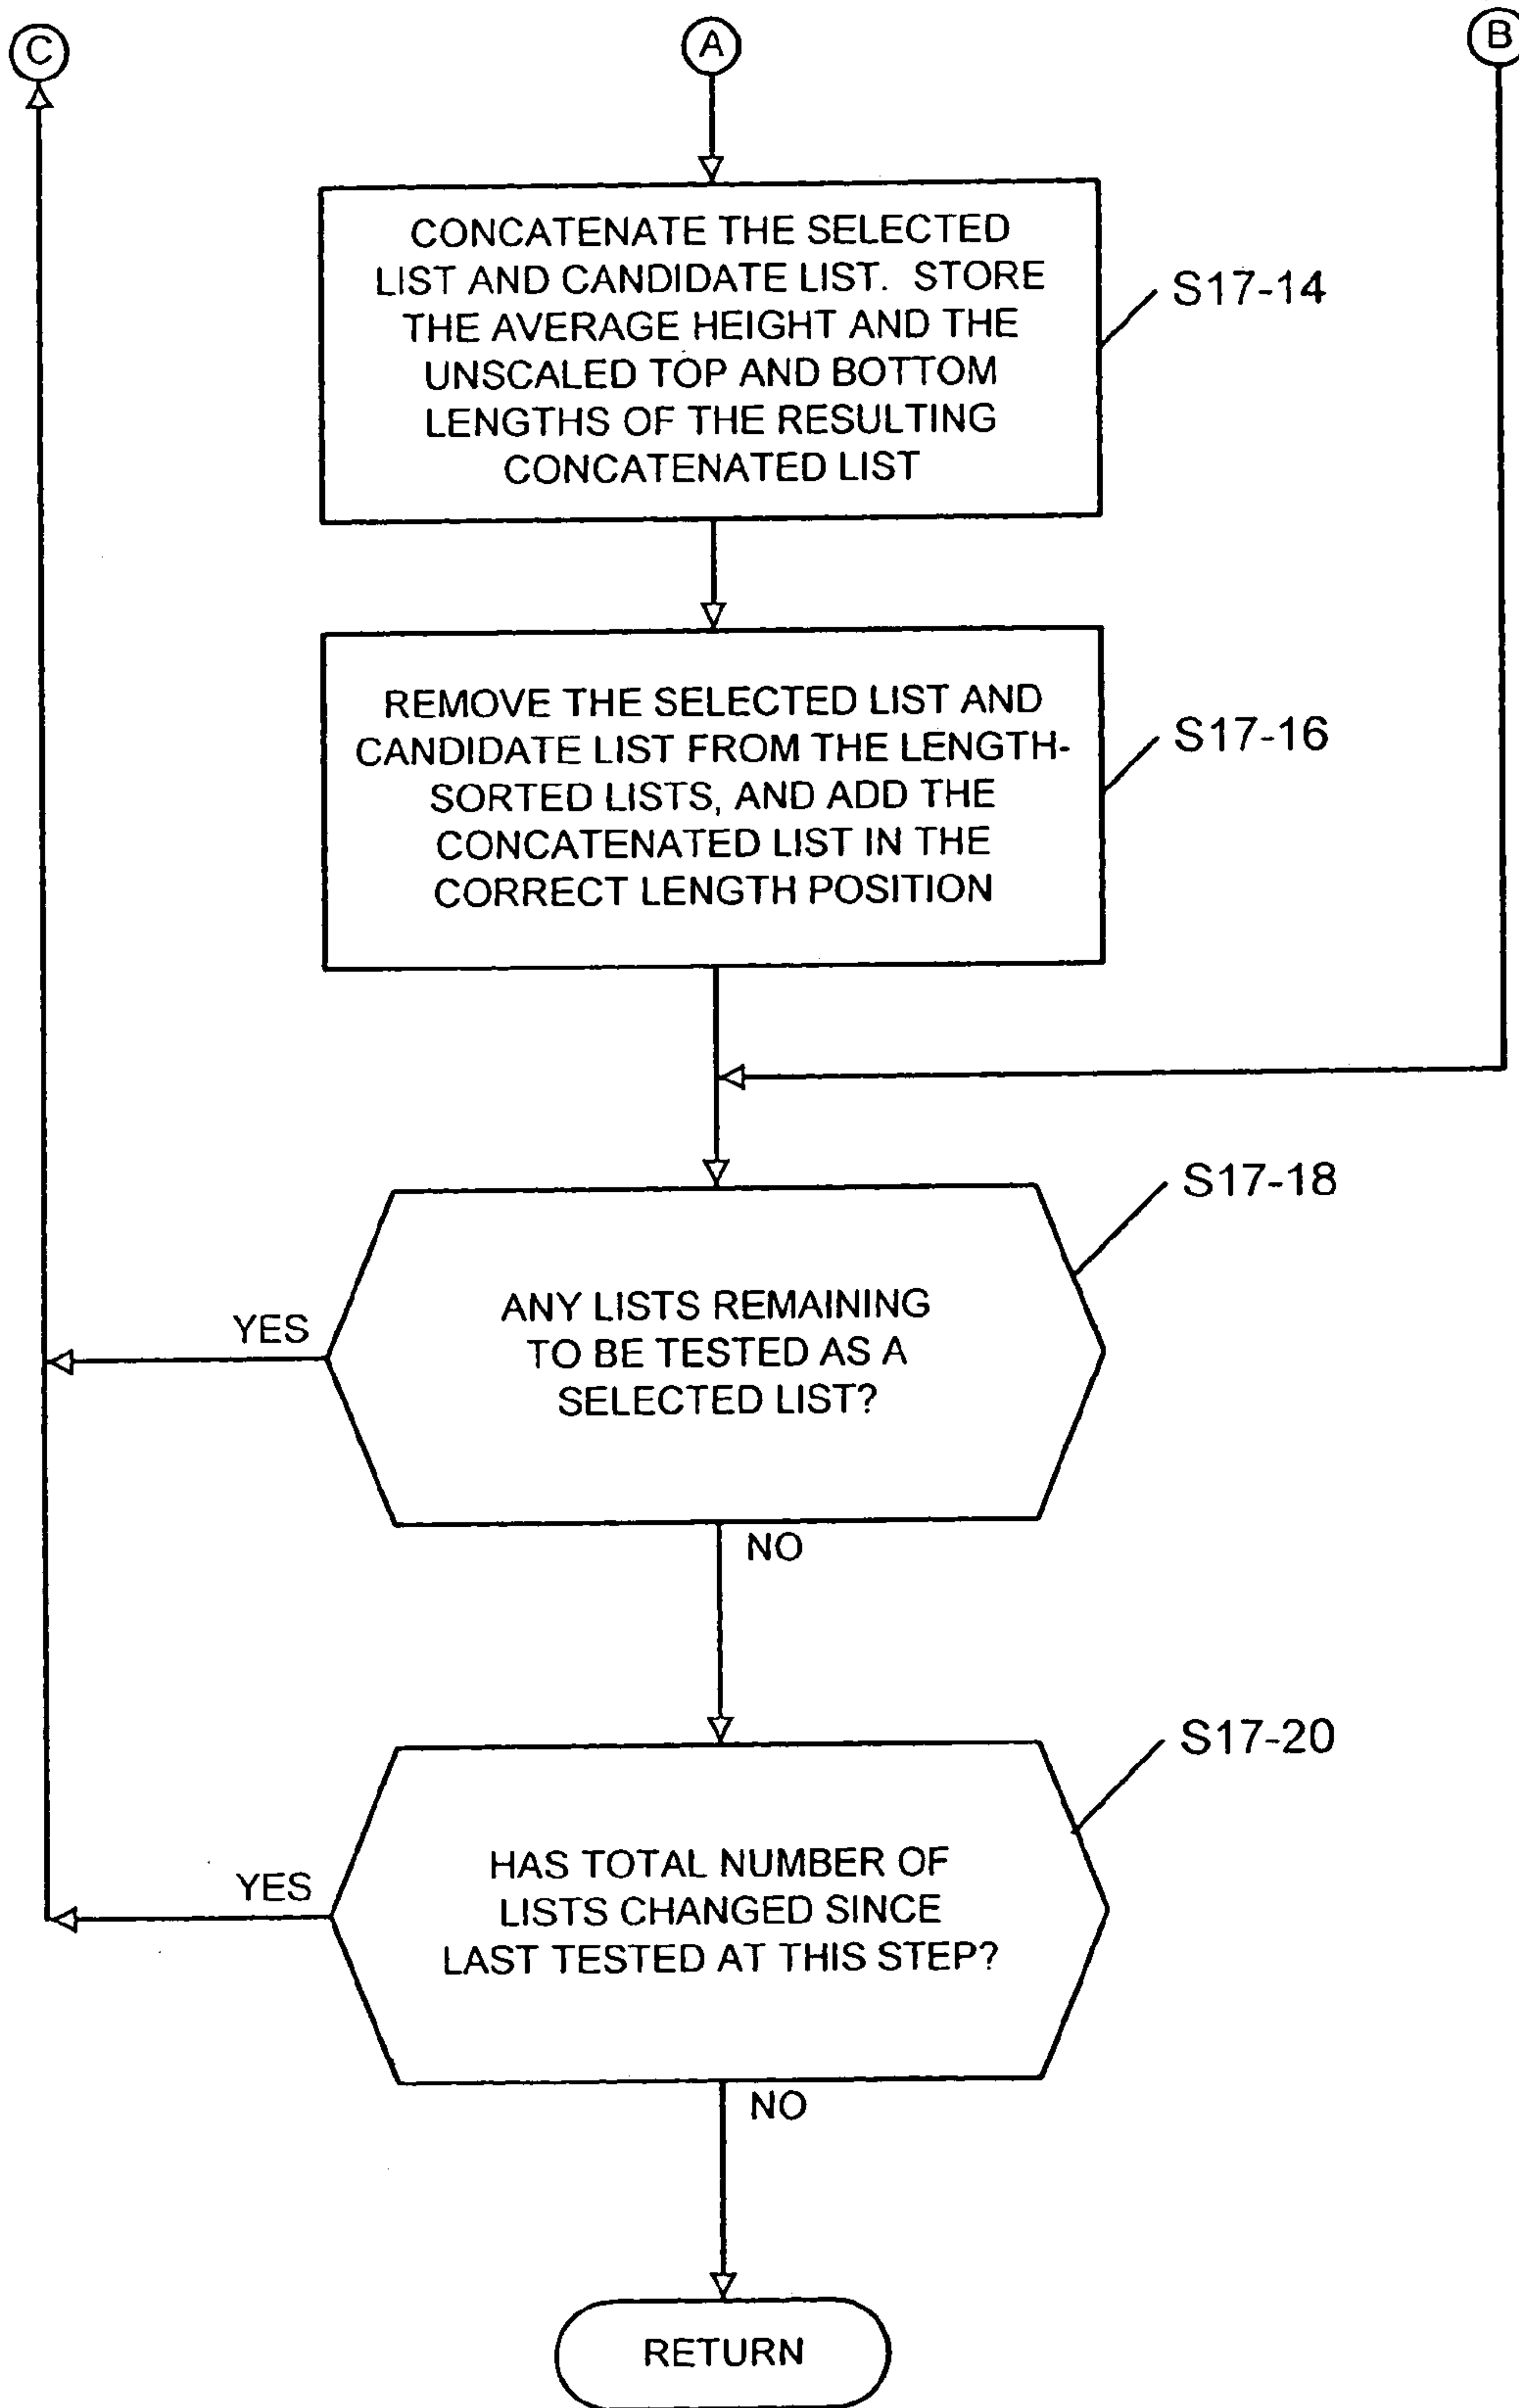 C
A
B
CONCATENATE THE SELECTED
LIST AND CANDIDATE LIST. STORE
THE AVERAGE HEIGHT AND THE
UNSCALED TOP AND BOTTOM
LENGTHS OF THE RESULTING
CONCATENATED LIST
S17-14
REMOVE THE SELECTED LIST AND
CANDIDATE LIST FROM THE LENGTH-
SORTED LISTS, AND ADD THE
CONCATENATED LIST IN THE
CORRECT LENGTH POSITION
S17-16
S17-18
ANY LISTS REMAINING
TO BE TESTED AS A
SELECTED LIST?
YES
NO
S17-20
HAS TOTAL NUMBER OF
LISTS CHANGED SINCE
LAST TESTED AT THIS STEP?
YES
NO
RETURN